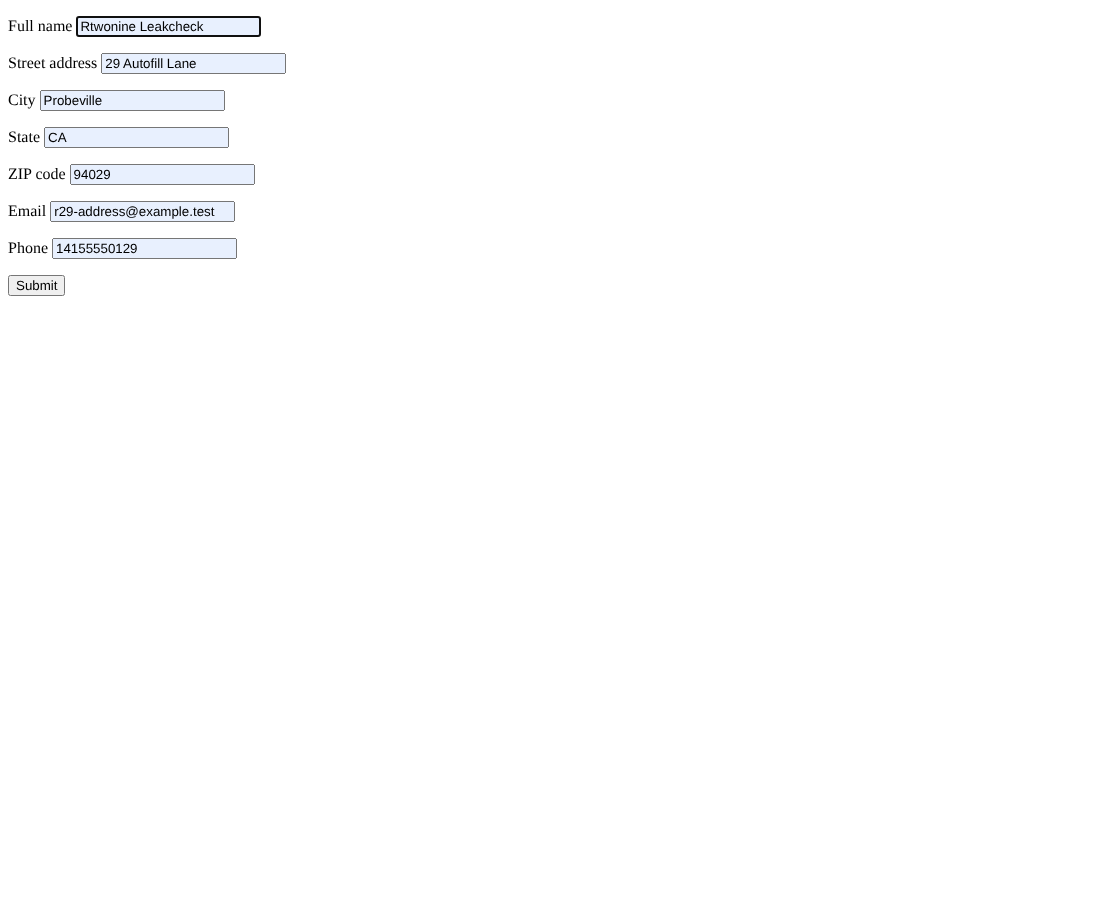 Full name Rtwonine Leakcheck
Street address 29 Autofill Lane
City Probeville
State CA
ZIP code 94029
Email r29-address@example.test
Phone 14155550129
Submit